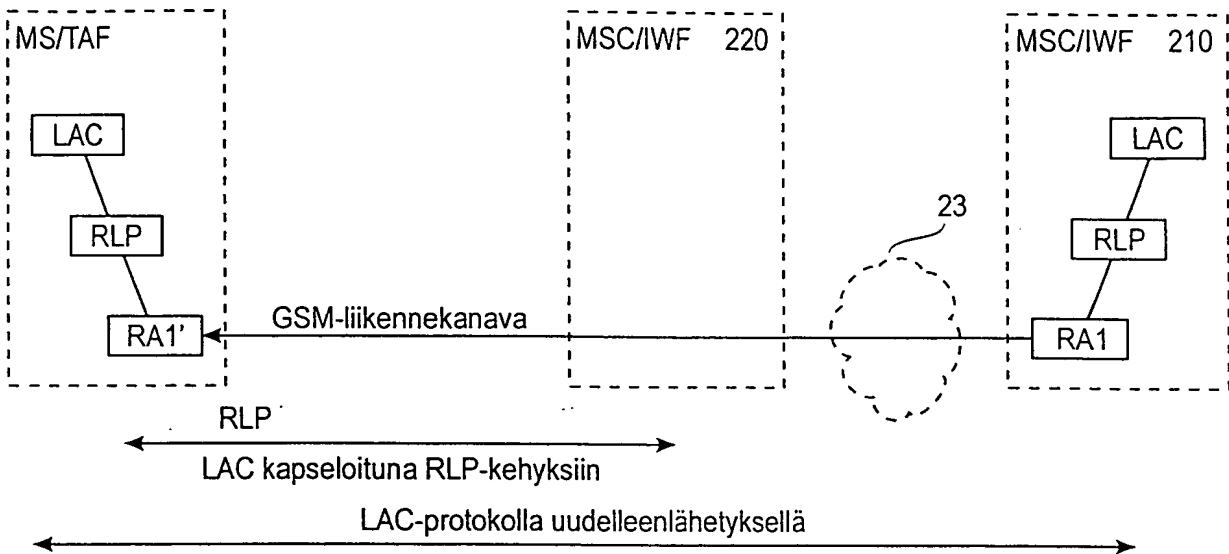 MS/TAF
MSC/IWF 220
MSC/IWF 210
LAC
LAC
23
RLP
RLP
GSM-liikennekanava
RA1'
RA1
RLP
LAC kapseloituna RLP-kehyksiin
LAC-protokolla uudelleenlähetyksellä